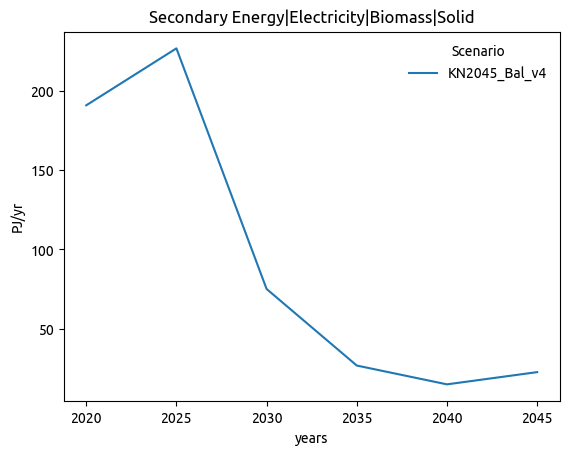 Secondary Energy|Electricity|Biomass|Solid
Scenario
KN2045_Bal_v4
PJ/yr
200
150
100
50
2020 2025 2030 2035 2040 2045
years